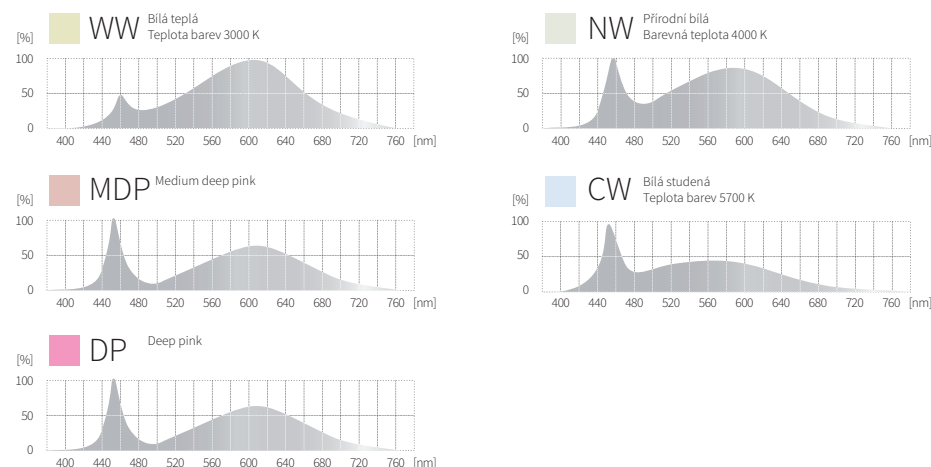 WW Bílá teplá
Teplota barev 3000 K
[%]
100
50
0
400 440 480 520 560 600 640 680 720 760 [nm]
NW Přírodní bílá
Barevná teplota 4000 K
[%]
100
50
0
400 440 480 520 560 600 640 680 720 760 [nm]
MDP Medium deep pink
[%]
100
50
0
400 440 480 520 560 600 640 680 720 760 [nm]
CW Bílá studená
Teplota barev 5700 K
[%]
100
50
0
400 440 480 520 560 600 640 680 720 760 [nm]
DP Deep pink
[%]
100
50
0
400 440 480 520 560 600 640 680 720 760 [nm]